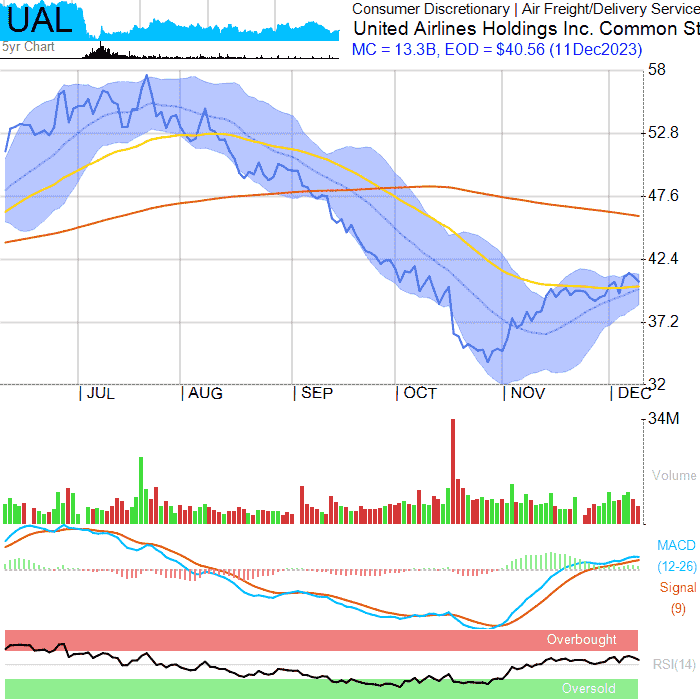 UAL
5yr Chart
Consumer Discretionary | Air Freight/Delivery Service
United Airlines Holdings Inc. Common St
MC = 13.3B, EOD = $40.56 (11Dec2023)
58
52.8
47.6
42.4
37.2
32
| JUL | AUG | SEP | OCT | NOV | DEC
34M
Volume
MACD
(12-26)
Signal
(9)
Overbought
RSI(14)
Oversold